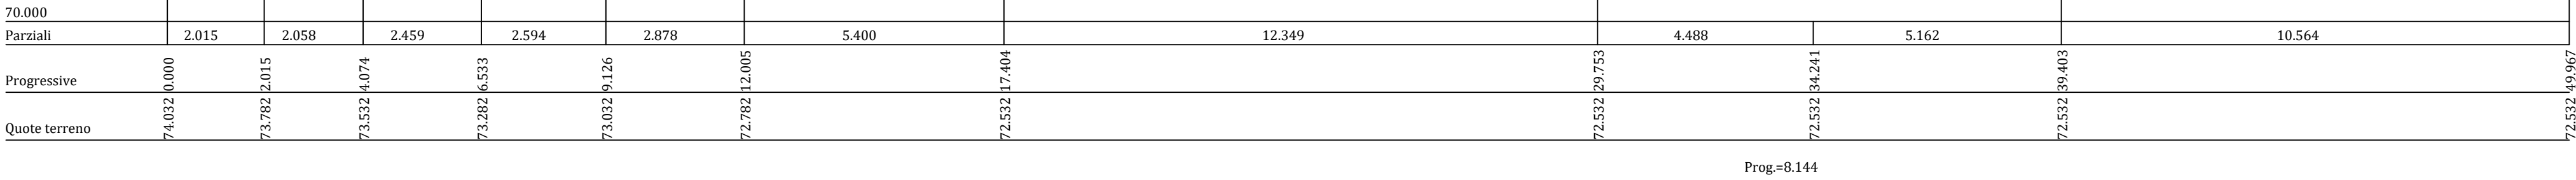 70.000
Parziali 2.015 2.058 2.459 2.594 2.878 5.400 12.349 4.488 5.162 10.564
Progressive 0.000 2.015 4.074 6.533 9.126 12.005 17.404 29.753 34.241 39.403 49.967
Quote terreno 74.032 73.782 73.532 73.282 73.032 72.782 72.532 72.532 72.532 72.532 72.532
Prog.=8.144